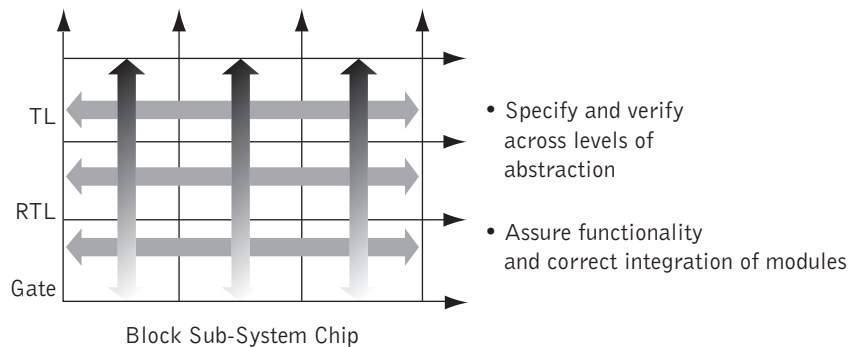 TL
RTL
Gate
Block Sub-System Chip
• Specify and verify
across levels of
abstraction
• Assure functionality
and correct integration of modules